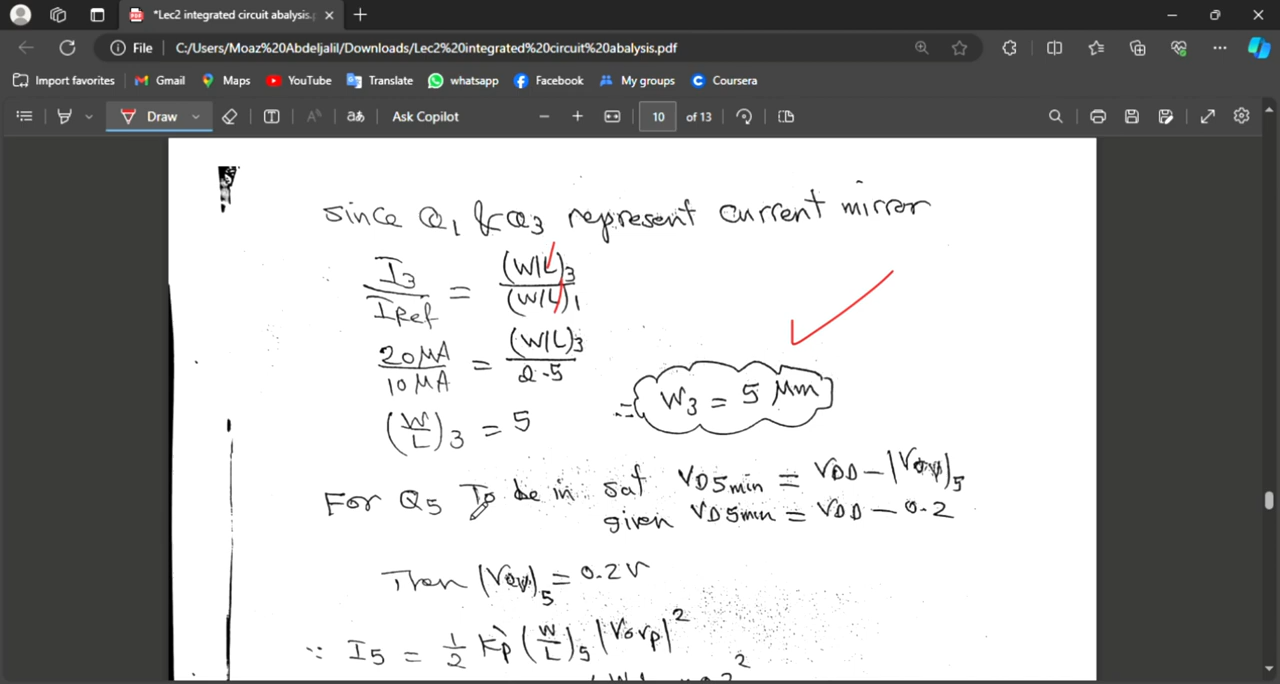 *Lec2 integrated circuit abalysis.p
File C:/Users/Moaz%20Abdeljalil/Downloads/Lec2%20integrated%20circuit%20abalysis.pdf
Import favorites Gmail Maps YouTube Translate whatsapp Facebook My groups Coursera
Draw Ask Copilot 10 of 13
since Q1 & Q3 represent current mirror
I3 / IRef = (W/L)3 / (W/L)1
20 MA / 10 MA = (W/L)3 / 2.5
(W/L)3 = 5 ∴ W3 = 5 Mm
For Q5 To be in sat VD5min = VDD - |Vov|5
given VD5min = VDD - 0.2
Then |Vov|5 = 0.2 V
∵ I5 = 1/2 Kp` (W/L)5 |Vovp|²